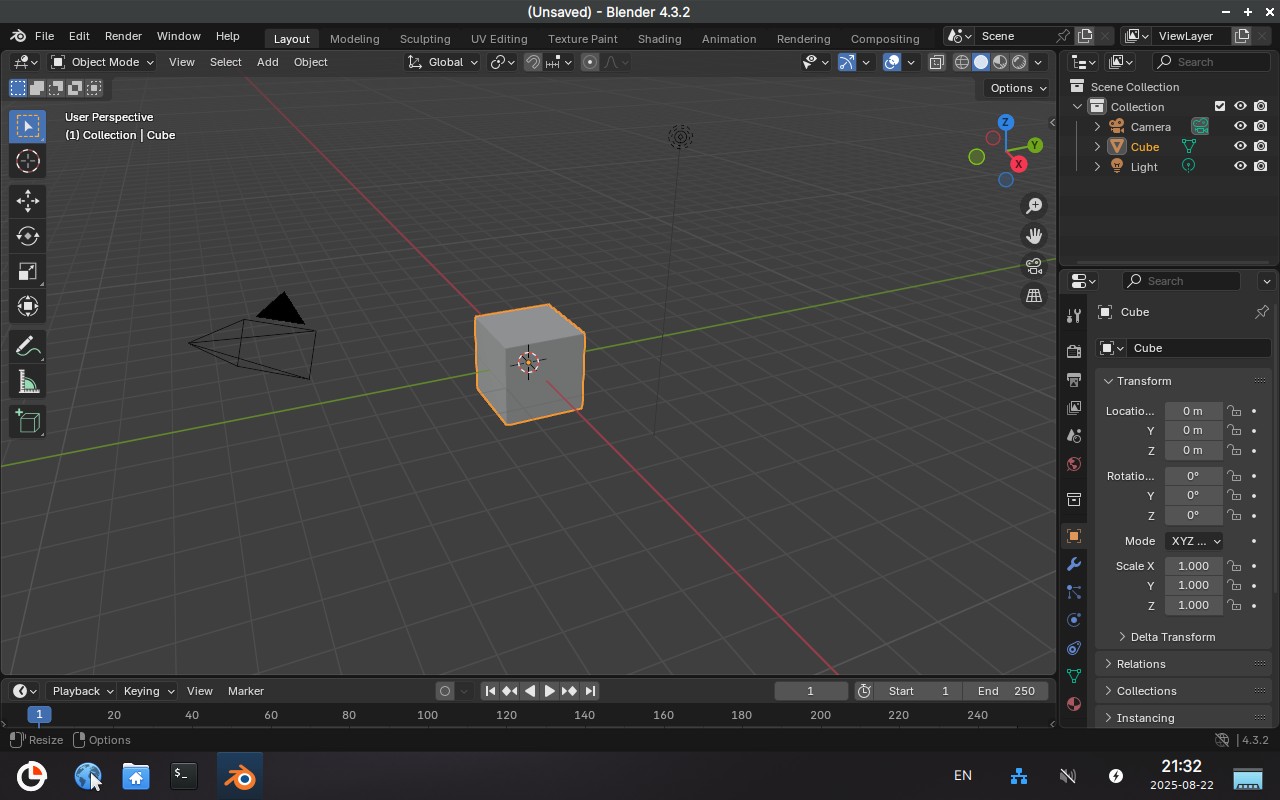 (Unsaved) - Blender 4.3.2
File Edit Render Window Help Layout Modeling Sculpting UV Editing Texture Paint Shading Animation Rendering Compositing Scene ViewLayer
Object Mode View Select Add Object Global Search
Options
User Perspective
(1) Collection | Cube
Z
Y
X
Scene Collection
Collection
Camera
Cube
Light
Search
Cube
Cube
Transform
Locatio... 0 m
Y 0 m
Z 0 m
Rotatio... 0°
Y 0°
Z 0°
Mode XYZ ...
Scale X 1.000
Y 1.000
Z 1.000
Delta Transform
Relations
Collections
Instancing
Playback Keying View Marker 1 Start 1 End 250
1 20 40 60 80 100 120 140 160 180 200 220 240
Resize Options 4.3.2
$_
EN
21:32
2025-08-22